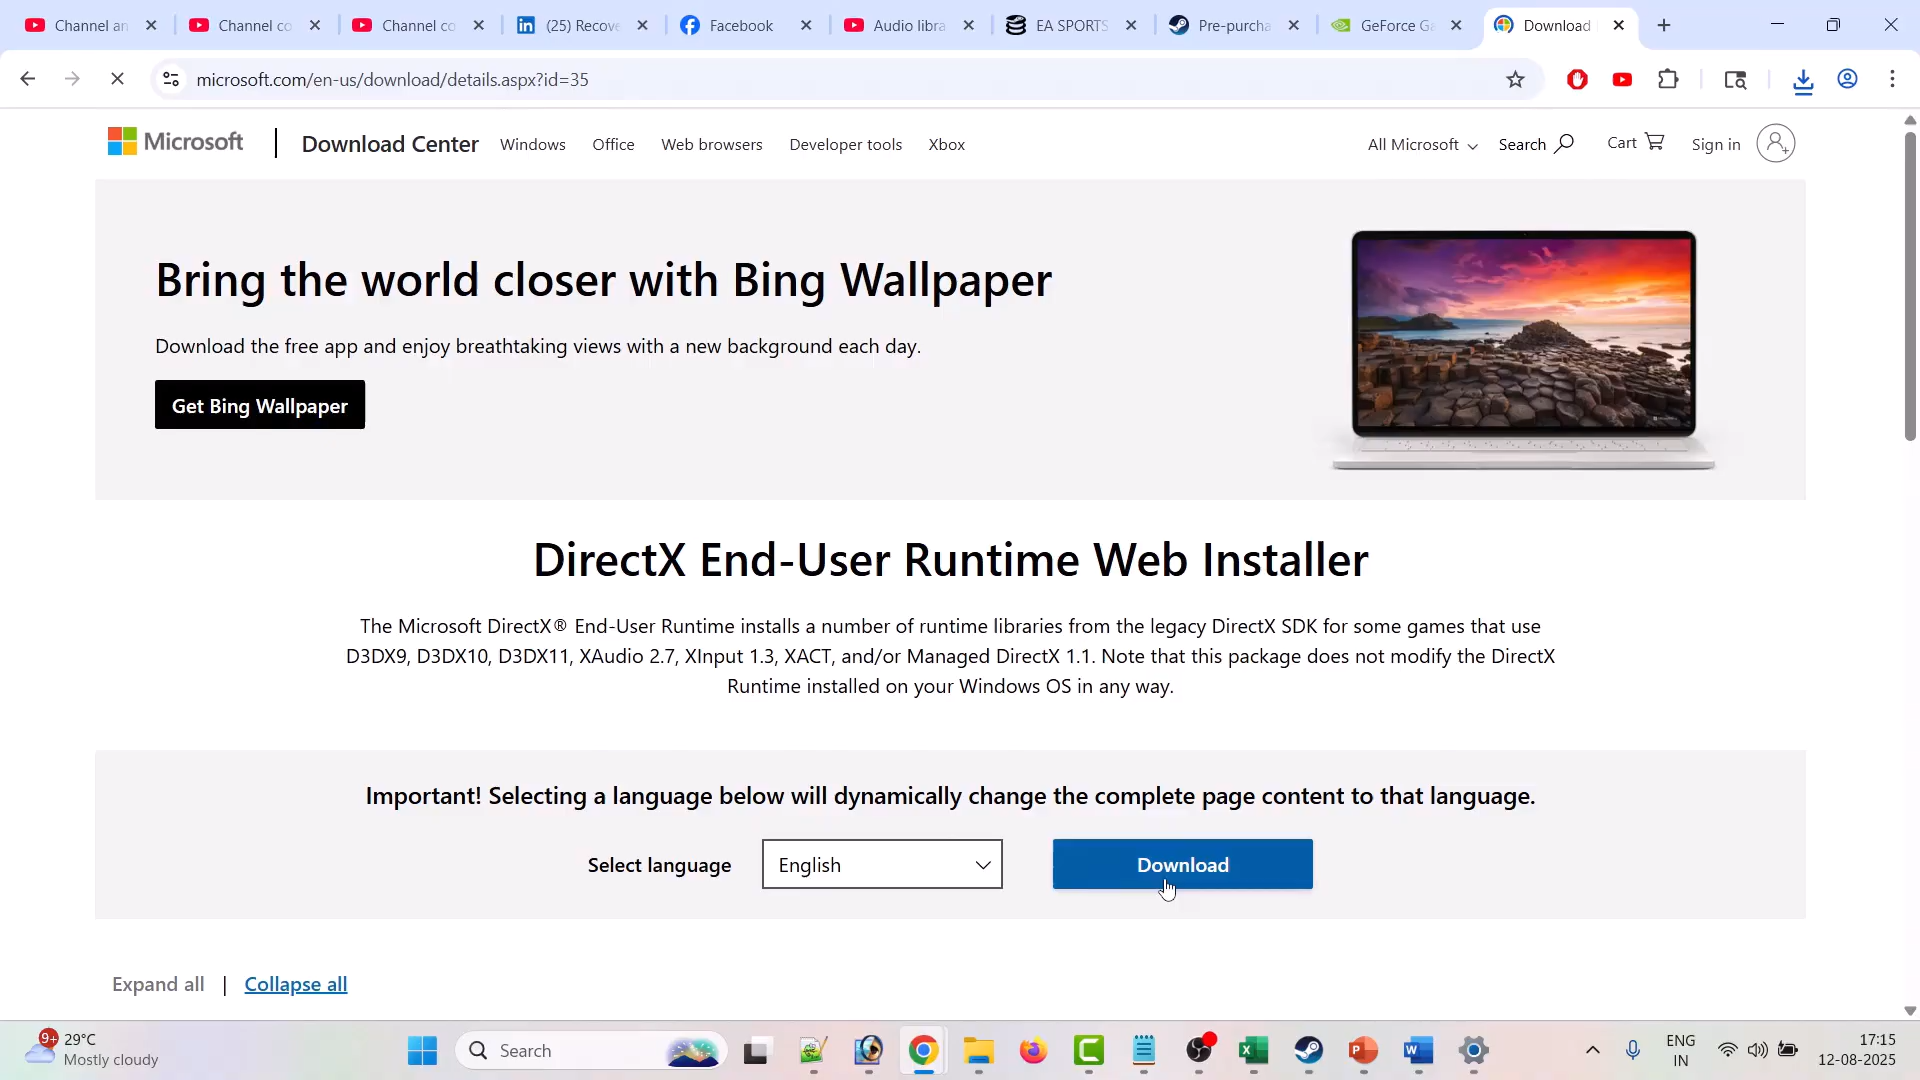 Channel an
Channel co
Channel co
(25) Recove
Facebook
Audio libra
EA SPORTS
Pre-purcha
GeForce Ga
Download
microsoft.com/en-us/download/details.aspx?id=35
Microsoft
Download Center
Windows
Office
Web browsers
Developer tools
Xbox
All Microsoft
Search
Cart
Sign in
Bring the world closer with Bing Wallpaper
Download the free app and enjoy breathtaking views with a new background each day.
Get Bing Wallpaper
DirectX End-User Runtime Web Installer
The Microsoft DirectX® End-User Runtime installs a number of runtime libraries from the legacy DirectX SDK for some games that use
D3DX9, D3DX10, D3DX11, XAudio 2.7, XInput 1.3, XACT, and/or Managed DirectX 1.1. Note that this package does not modify the DirectX
Runtime installed on your Windows OS in any way.
Important! Selecting a language below will dynamically change the complete page content to that language.
Select language
English
Download
Expand all | Collapse all
9+
29°C
Mostly cloudy
Search
ENG
IN
17:15
12-08-2025